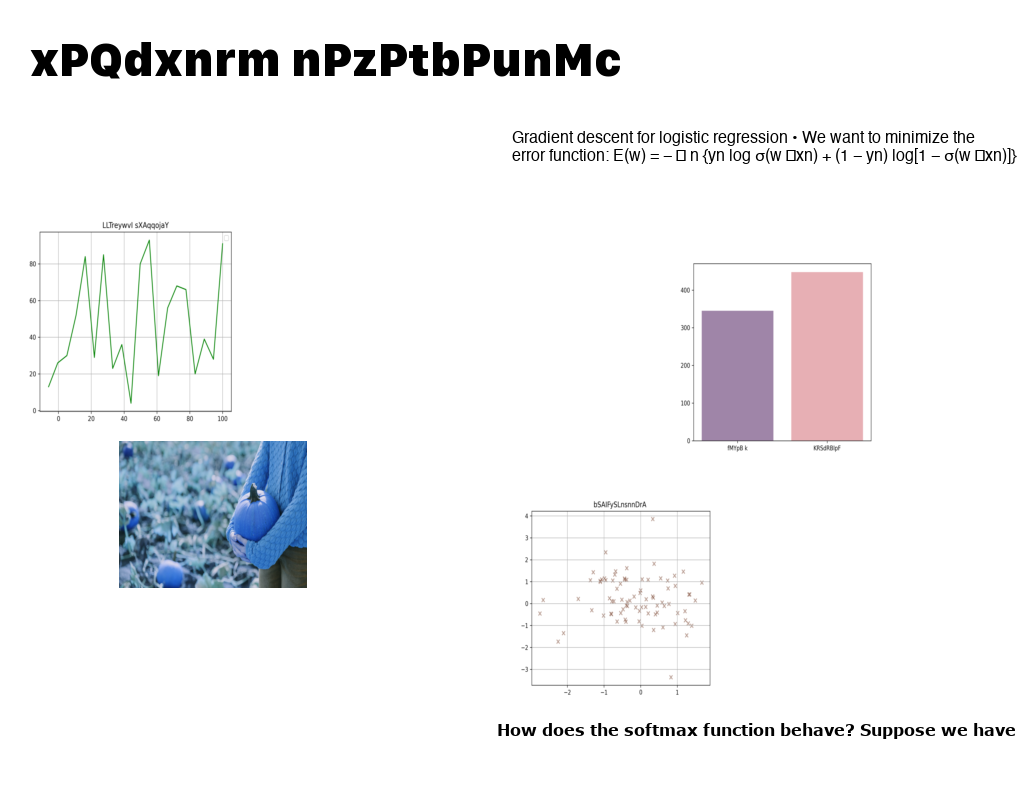 xPQdxnrm nPzPtbPunMc
Gradient descent for logistic regression • We want to minimize the
error function: E(w) = – □ n {yn log σ(w □xn) + (1 – yn) log[1 – σ(w □xn)]}
LLTreywvl sXAqqojaY
80
60
40
20
0
0 20 40 60 80 100
400
300
200
100
0
fMYpB k KRSdRBlpF
bSAlFySLnsnnDrA
4
3
2
1
0
−1
−2
−3
−2 −1 0 1
How does the softmax function behave? Suppose we have